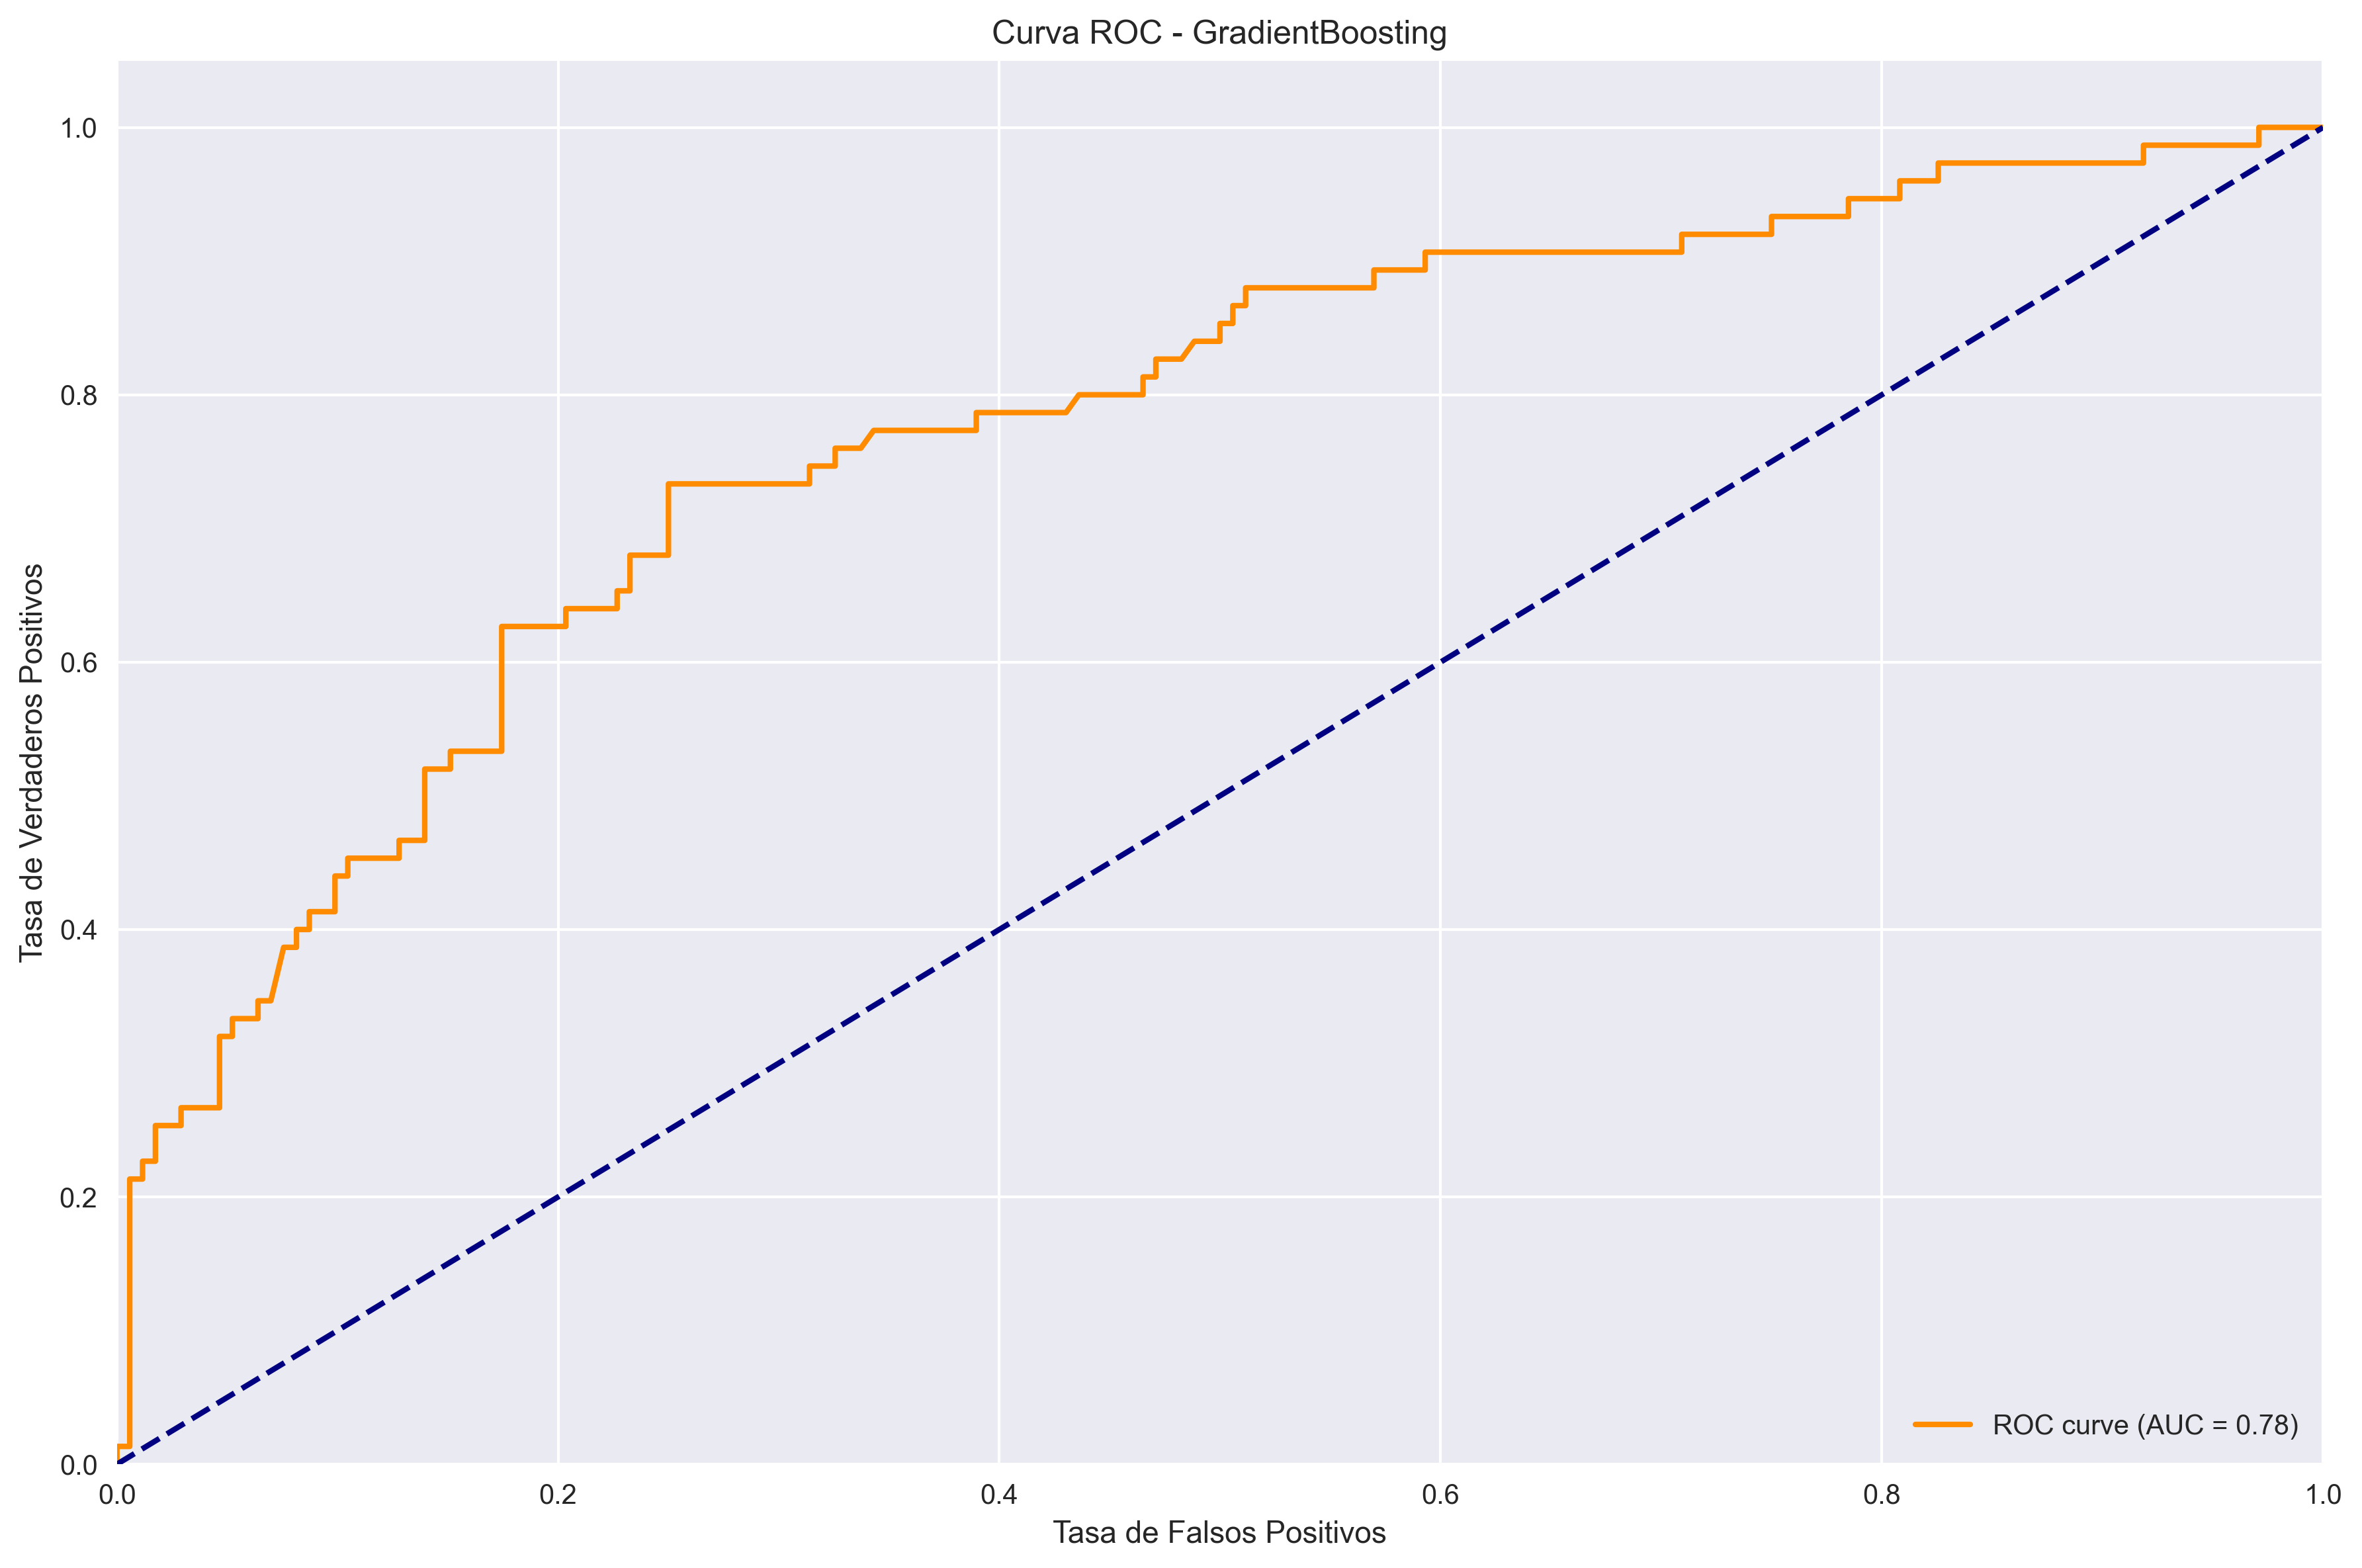 Curva ROC - GradientBoosting
1.0
0.8
0.6
0.4
0.2
0.0
Tasa de Verdaderos Positivos
ROC curve (AUC = 0.78)
0.0 0.2 0.4 0.6 0.8 1.0
Tasa de Falsos Positivos